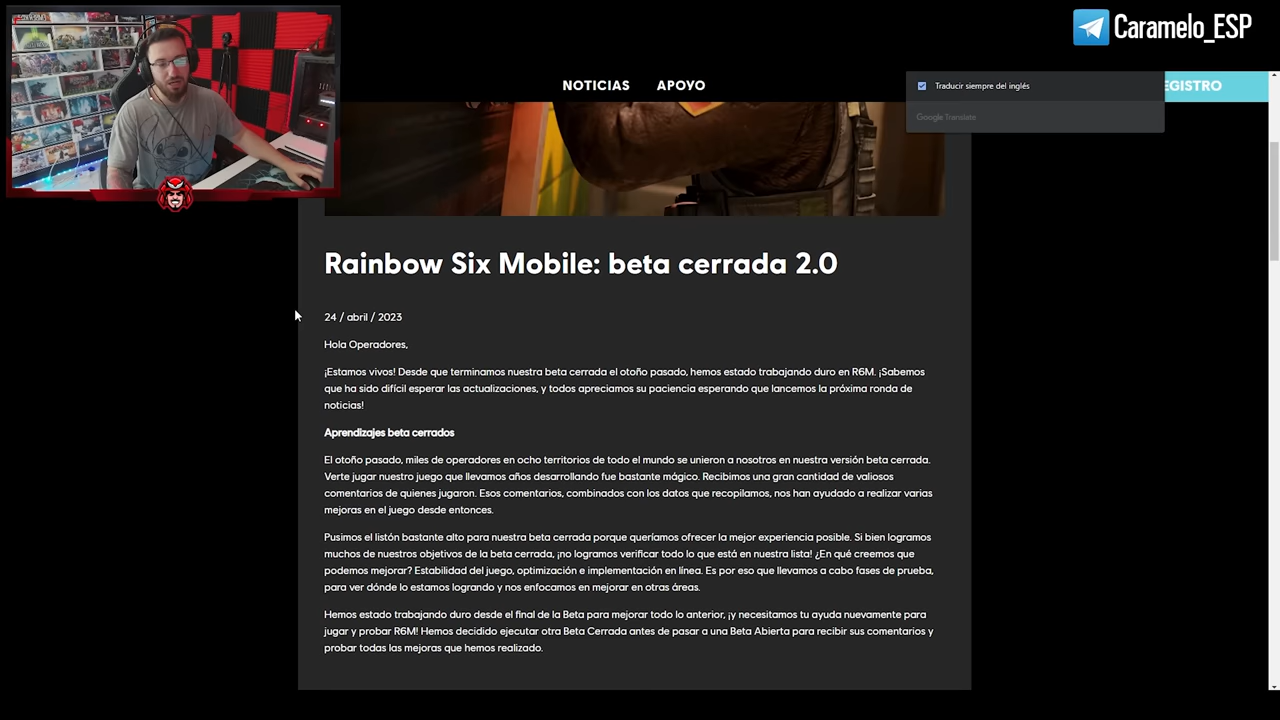 Caramelo_ESP
NOTICIAS APOYO
Traducir siempre del inglés
EGISTRO
Google Translate
Rainbow Six Mobile: beta cerrada 2.0
24 / abril / 2023
Hola Operadores,
¡Estamos vivos! Desde que terminamos nuestra beta cerrada el otoño pasado, hemos estado trabajando duro en R6M. ¡Sabemos
que ha sido difícil esperar las actualizaciones, y todos apreciamos su paciencia esperando que lancemos la próxima ronda de
noticias!
Aprendizajes beta cerrados
El otoño pasado, miles de operadores en ocho territorios de todo el mundo se unieron a nosotros en nuestra versión beta cerrada.
Verte jugar nuestro juego que llevamos años desarrollando fue bastante mágico. Recibimos una gran cantidad de valiosos
comentarios de quienes jugaron. Esos comentarios, combinados con los datos que recopilamos, nos han ayudado a realizar varias
mejoras en el juego desde entonces.
Pusimos el listón bastante alto para nuestra beta cerrada porque queríamos ofrecer la mejor experiencia posible. Si bien logramos
muchos de nuestros objetivos de la beta cerrada, ¡no logramos verificar todo lo que está en nuestra lista! ¿En qué creemos que
podemos mejorar? Estabilidad del juego, optimización e implementación en línea. Es por eso que llevamos a cabo fases de prueba,
para ver dónde lo estamos logrando y nos enfocamos en mejorar en otras áreas.
Hemos estado trabajando duro desde el final de la Beta para mejorar todo lo anterior, ¡y necesitamos tu ayuda nuevamente para
jugar y probar R6M! Hemos decidido ejecutar otra Beta Cerrada antes de pasar a una Beta Abierta para recibir sus comentarios y
probar todas las mejoras que hemos realizado.